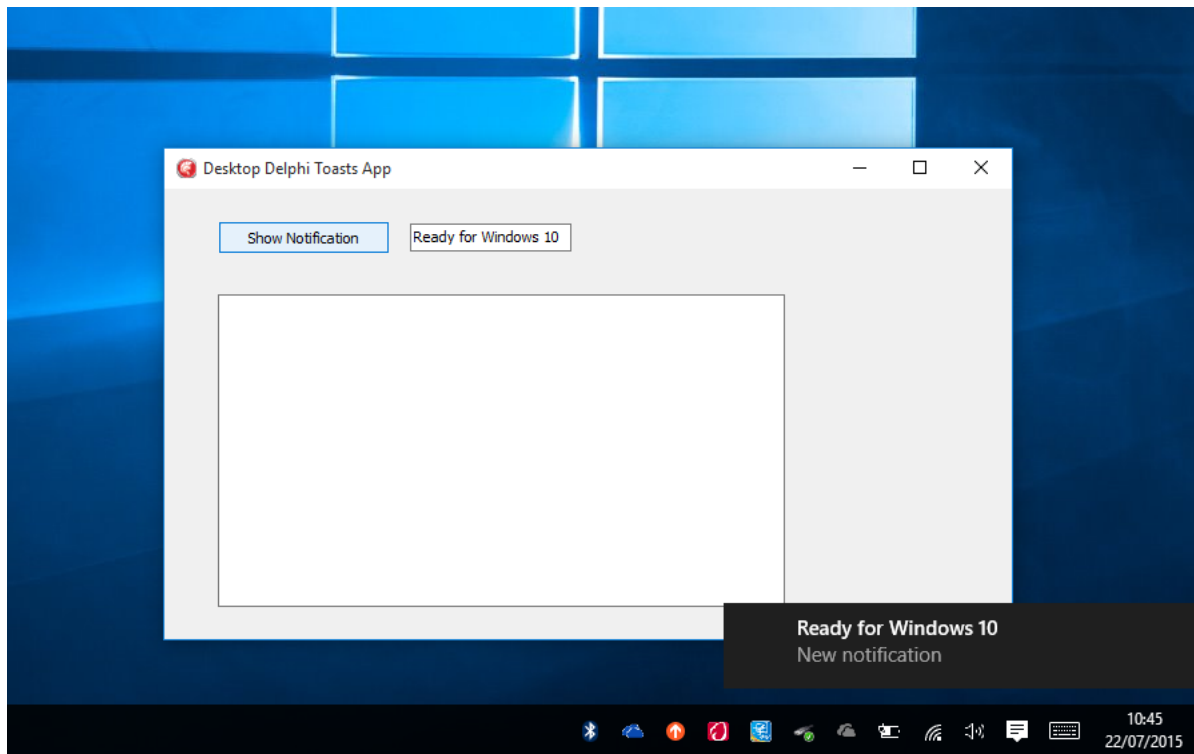 Desktop Delphi Toasts App
Show Notification
Ready for Windows 10
Ready for Windows 10
New notification
10:45
22/07/2015